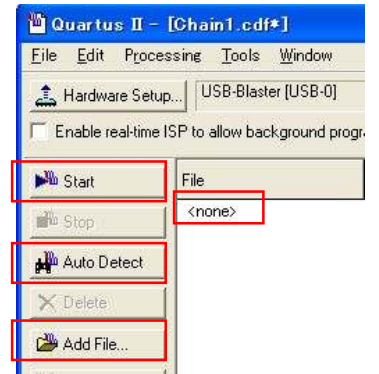 Quartus II - [Chain1.cdf*]
File Edit Processing Tools Window
Hardware Setup... USB-Blaster [USB-0]
Enable real-time ISP to allow background progr
Start
File
<none>
Stop
Auto Detect
Delete
Add File...